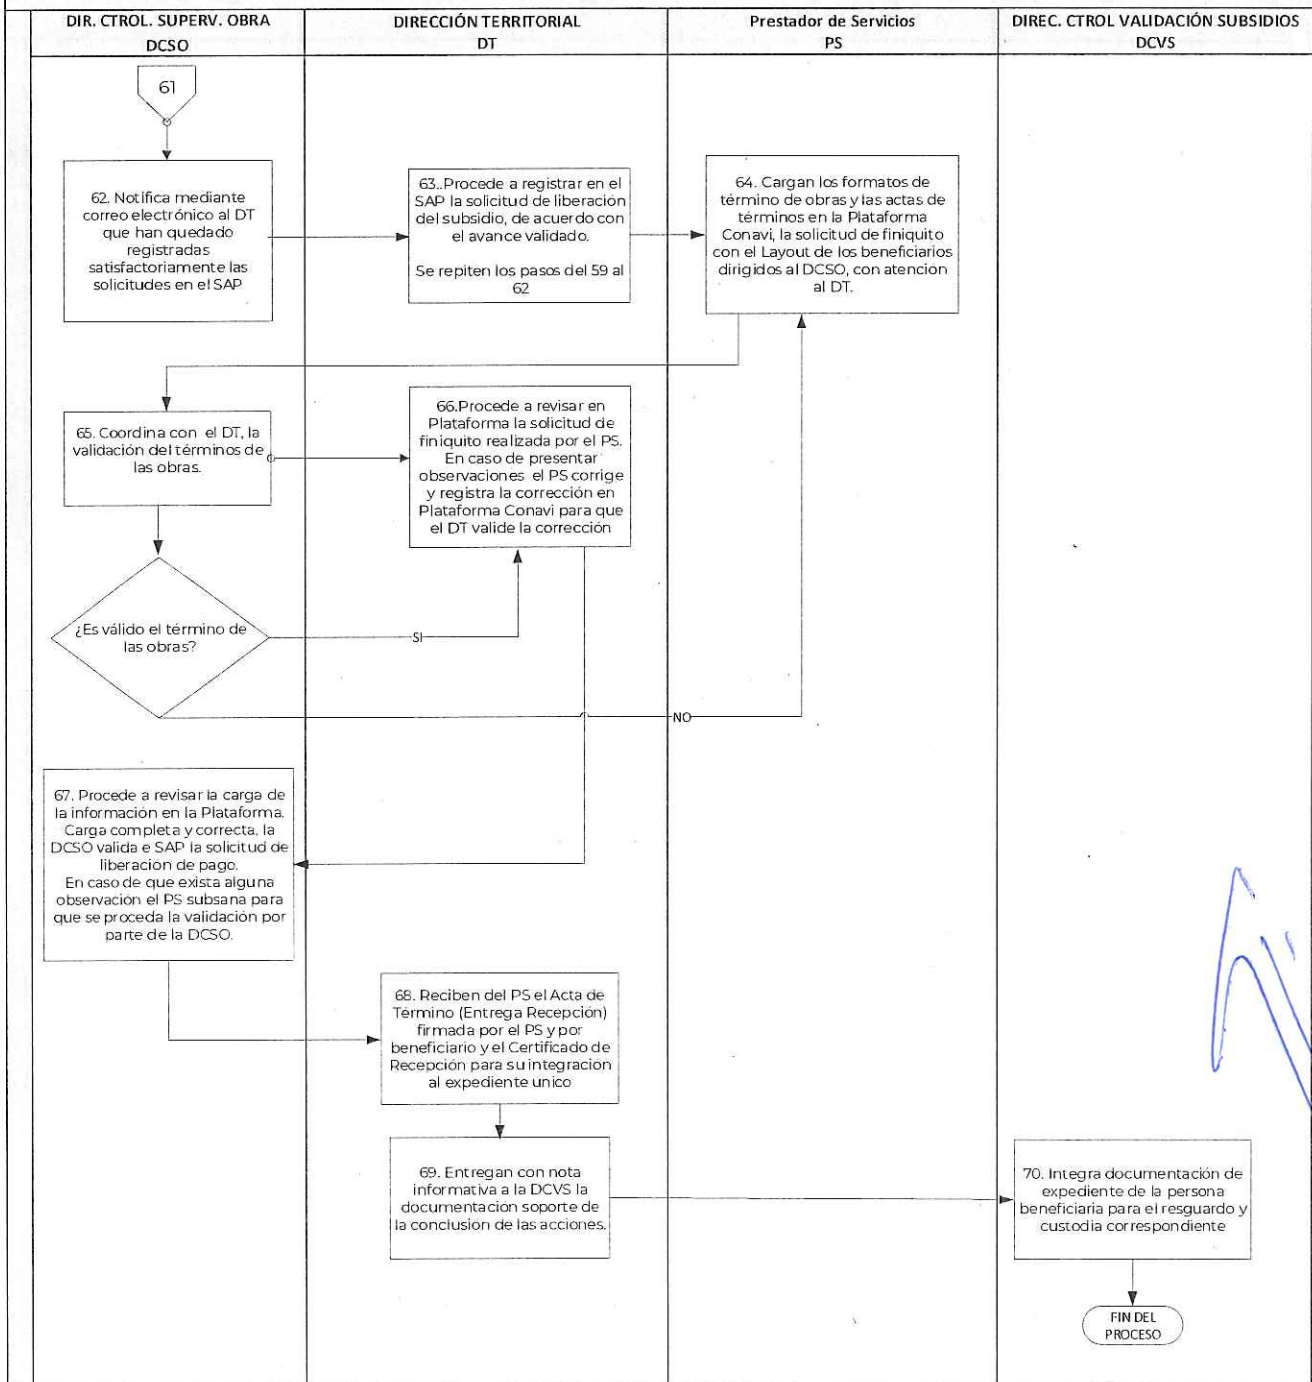 DIR. CTROL. SUPERV. OBRA
DCSO
DIRECCIÓN TERRITORIAL
DT
Prestador de Servicios
PS
DIREC. CTROL VALIDACIÓN SUBSIDIOS
DCVS
61
62. Notifica mediante
correo electrónico al DT
que han quedado
registradas
satisfactoriamente las
solicitudes en el SAP
63..Procede a registrar en el
SAP la solicitud de liberación
del subsidio, de acuerdo con
el avance validado.
Se repiten los pasos del 59 al
62
64. Cargan los formatos de
término de obras y las actas de
términos en la Plataforma
Conavi, la solicitud de finiquito
con el Layout de los beneficiarios
dirigidos al DCSO, con atención
al DT.
65. Coordina con el DT, la
validación del términos de
las obras.
66.Procede a revisar en
Plataforma la solicitud de
finiquito realizada por el PS.
En caso de presentar
observaciones el PS corrige
y registra la corrección en
Plataforma Conavi para que
el DT valide la corrección
¿Es válido el término de
las obras?
SI
NO
67. Procede a revisar la carga de
la información en la Plataforma.
Carga completa y correcta, la
DCSO valida e SAP la solicitud de
liberación de pago.
En caso de que exista alguna
observación el PS subsana para
que se proceda la validación por
parte de la DCSO.
68. Reciben del PS el Acta de
Término (Entrega Recepción)
firmada por el PS y por
beneficiario y el Certificado de
Recepción para su integración
al expediente unico
69. Entregan con nota
informativa a la DCVS la
documentación soporte de
la conclusión de las acciones.
70. Integra documentación de
expediente de la persona
beneficiaria para el resguardo y
custodia correspondiente
FIN DEL
PROCESO